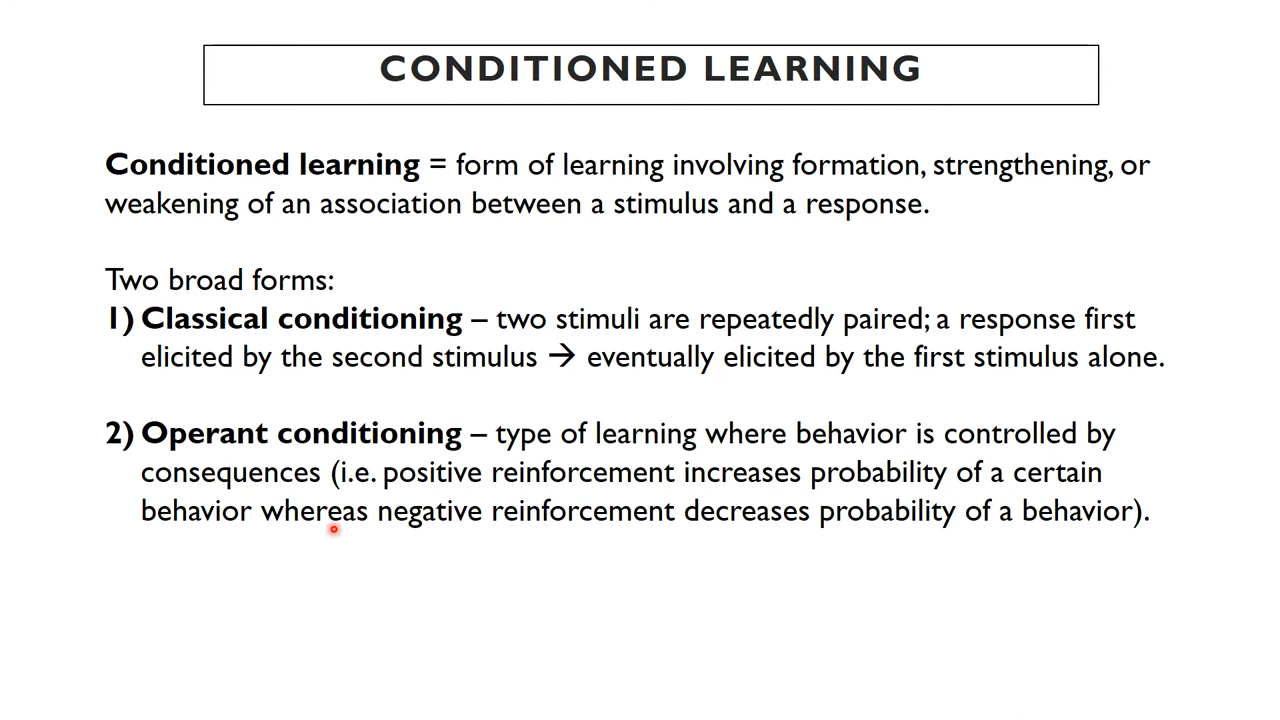 CONDITIONED LEARNING
Conditioned learning = form of learning involving formation, strengthening, or
weakening of an association between a stimulus and a response.
Two broad forms:
1) Classical conditioning – two stimuli are repeatedly paired; a response first
elicited by the second stimulus → eventually elicited by the first stimulus alone.
2) Operant conditioning – type of learning where behavior is controlled by
consequences (i.e. positive reinforcement increases probability of a certain
behavior whereas negative reinforcement decreases probability of a behavior).